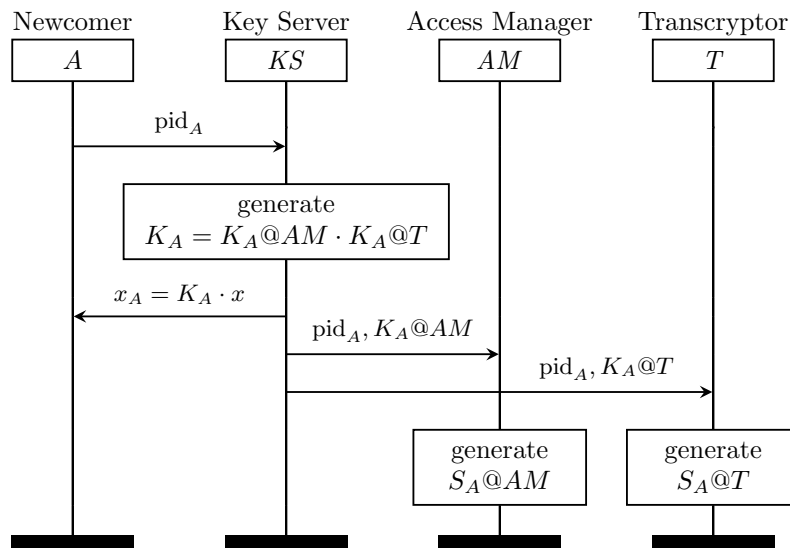 Newcomer Key Server Access Manager Transcryptor
A KS AM T
pid_A
generate
K_A = K_A@AM · K_A@T
x_A = K_A · x
pid_A, K_A@AM
pid_A, K_A@T
generate generate
S_A@AM S_A@T